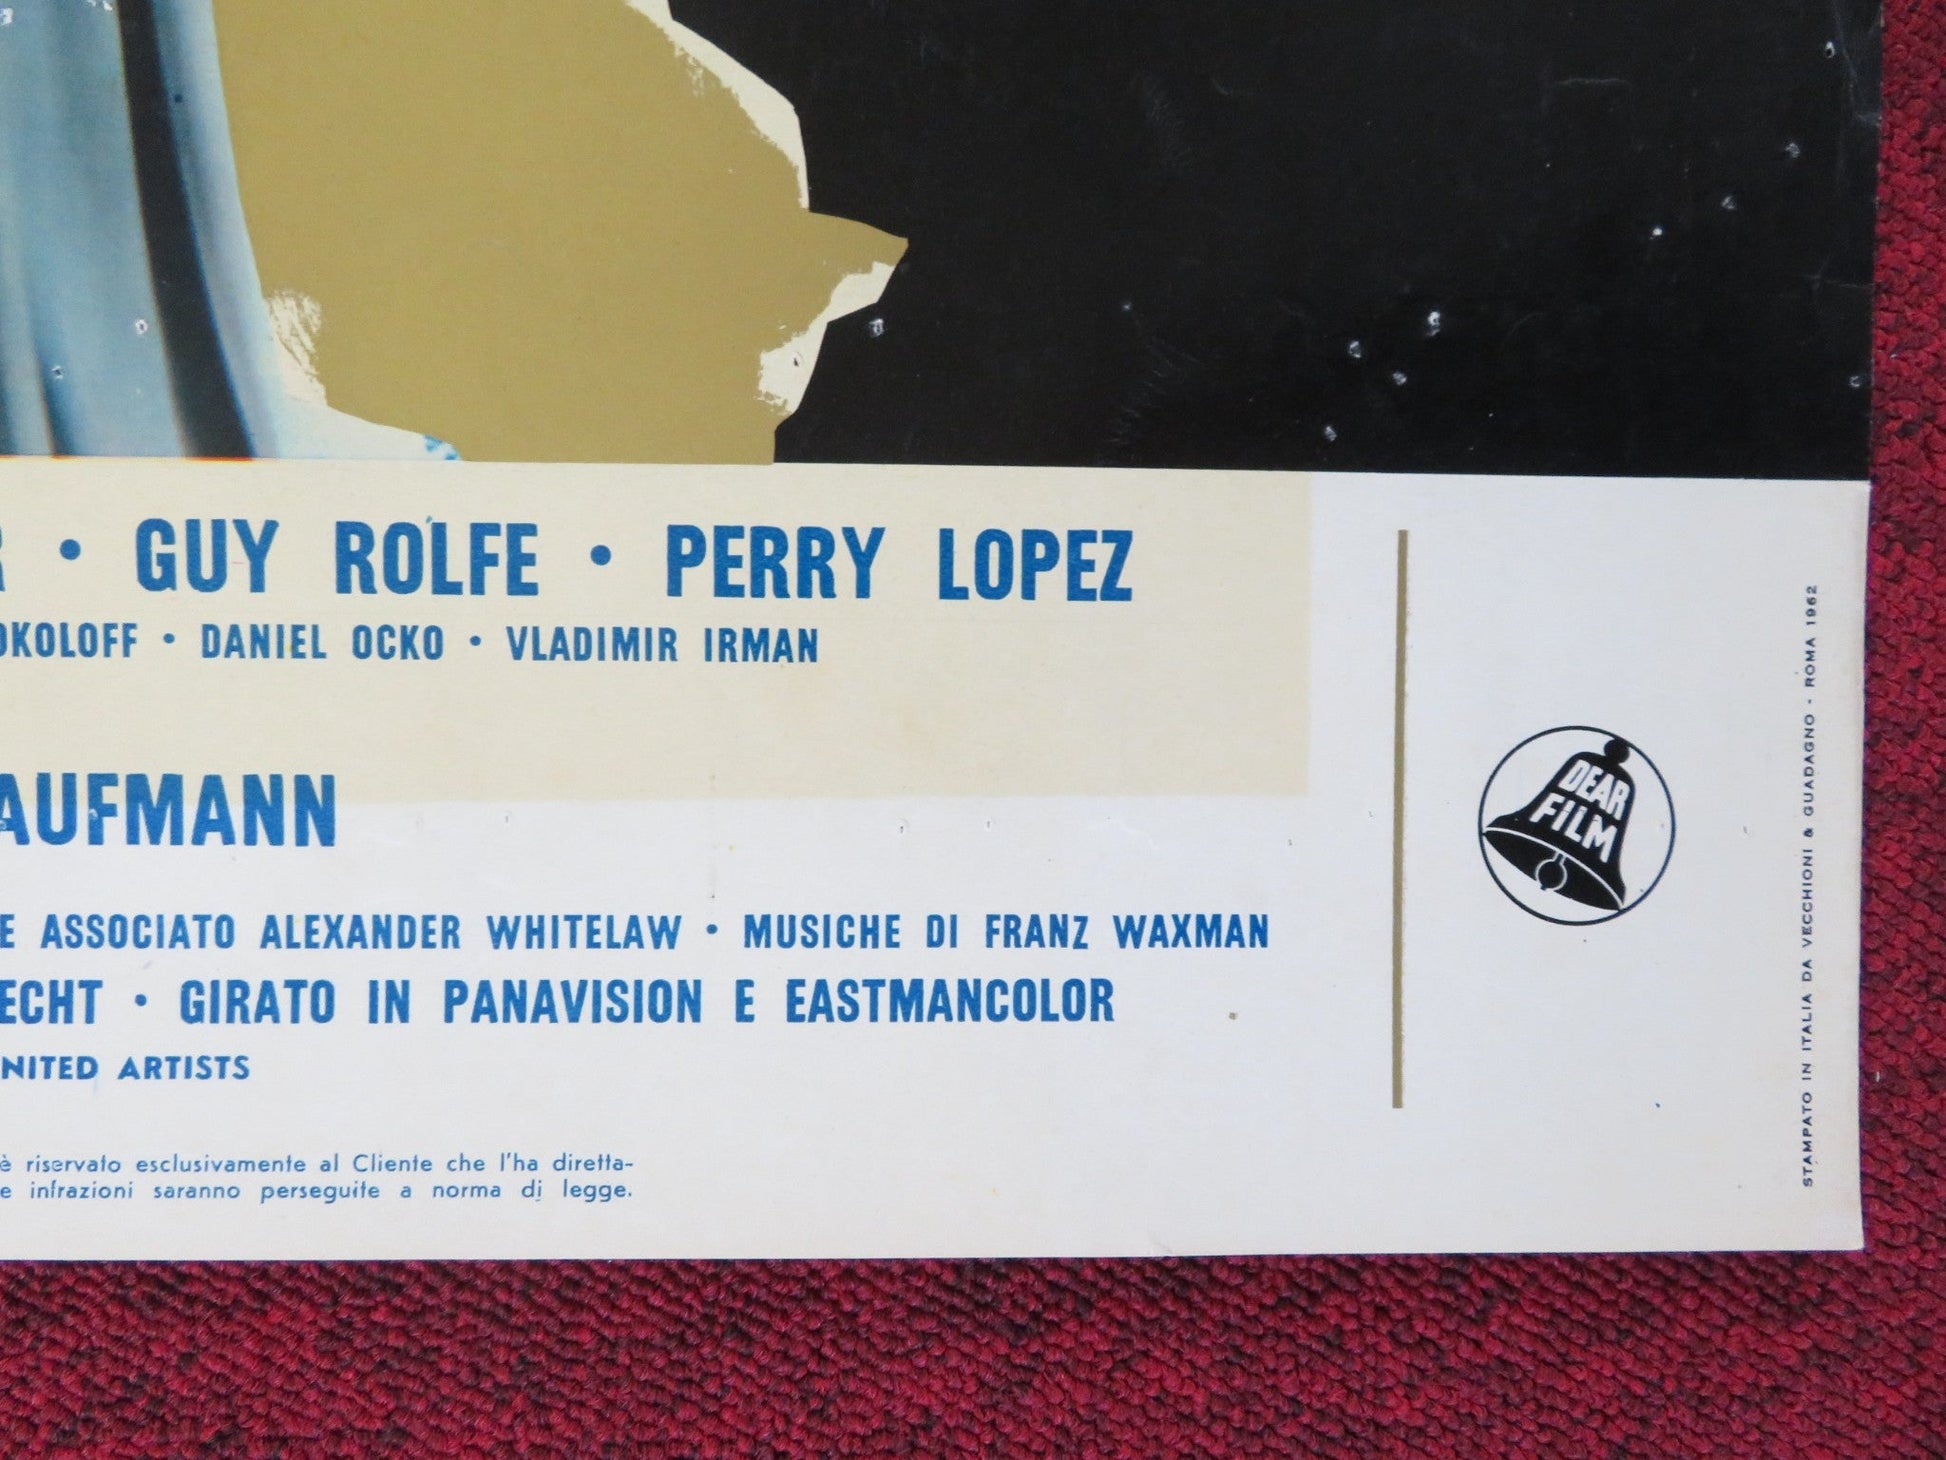 R • GUY ROLFE • PERRY LOPEZ
OKOLOFF • DANIEL OCKO • VLADIMIR IRMAN
AUFMANN
E ASSOCIATO ALEXANDER WHITELAW • MUSICHE DI FRANZ WAXMAN
ECHT • GIRATO IN PANAVISION E EASTMANCOLOR
NITED ARTISTS
è riservato esclusivamente al Cliente che l'ha diretta-
e infrazioni saranno perseguite a norma di legge.
DEAR
FILM
STAMPATO IN ITALIA DA VECCHIONI & GUADAGNO - ROMA 1962